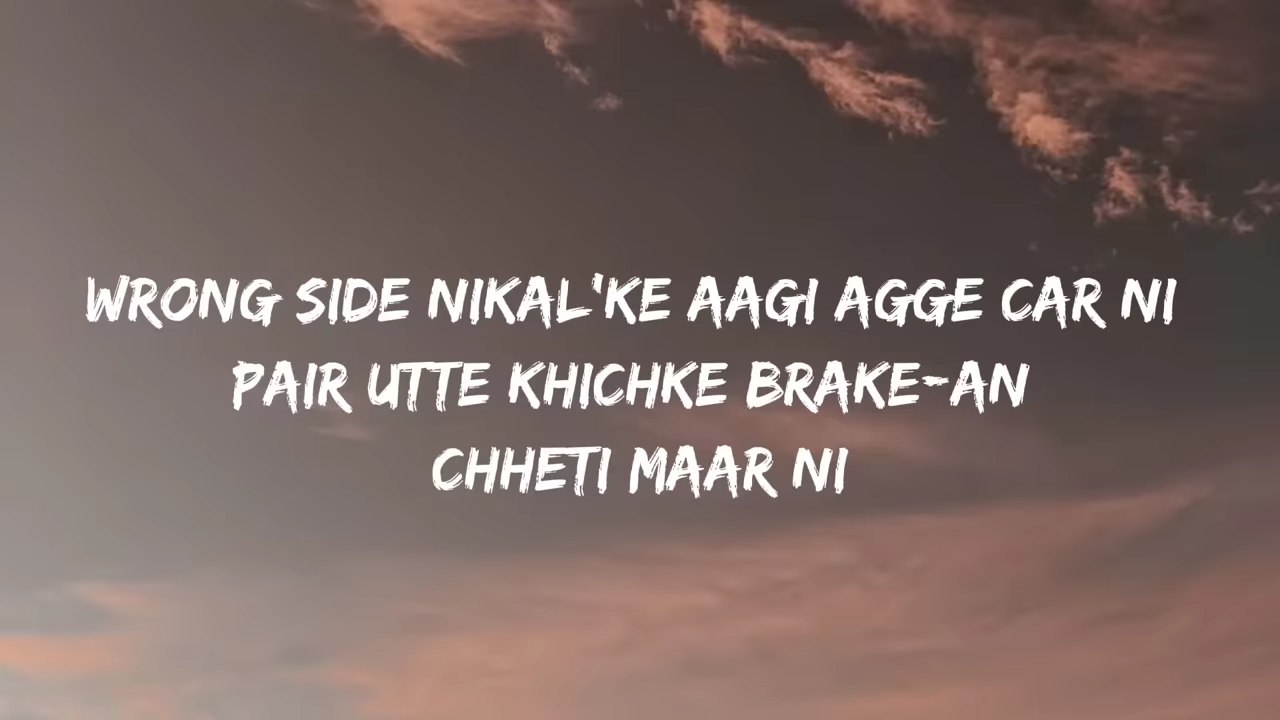 WRONG SIDE NIKAL'KE AAGI AGGE CAR NI
PAIR UTTE KHICHKE BRAKE-AN
CHHETI MAAR NI